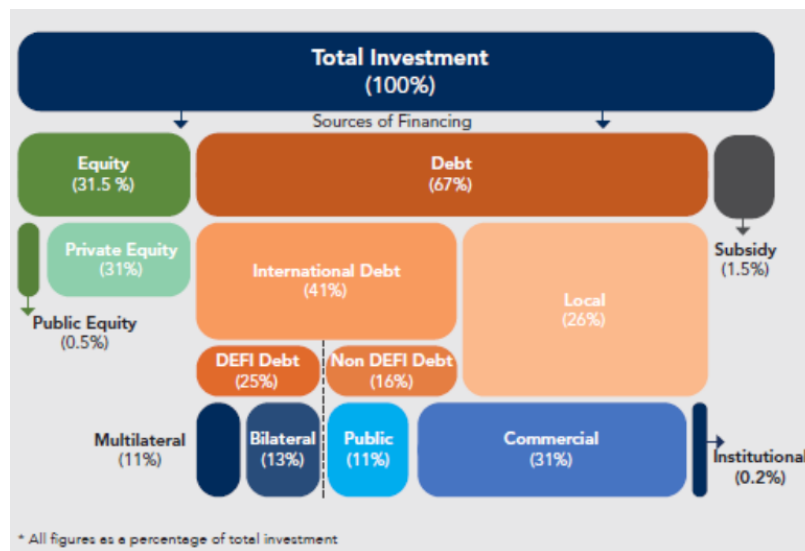 Total Investment
(100%)
Sources of Financing
Equity
(31.5 %)
Debt
(67%)
Subsidy
(1.5%)
Private Equity
(31%)
Public Equity
(0.5%)
International Debt
(41%)
Local
(26%)
DEFI Debt
(25%)
Non DEFI Debt
(16%)
Multilateral
(11%)
Bilateral
(13%)
Public
(11%)
Commercial
(31%)
Institutional
(0.2%)
* All figures as a percentage of total investment